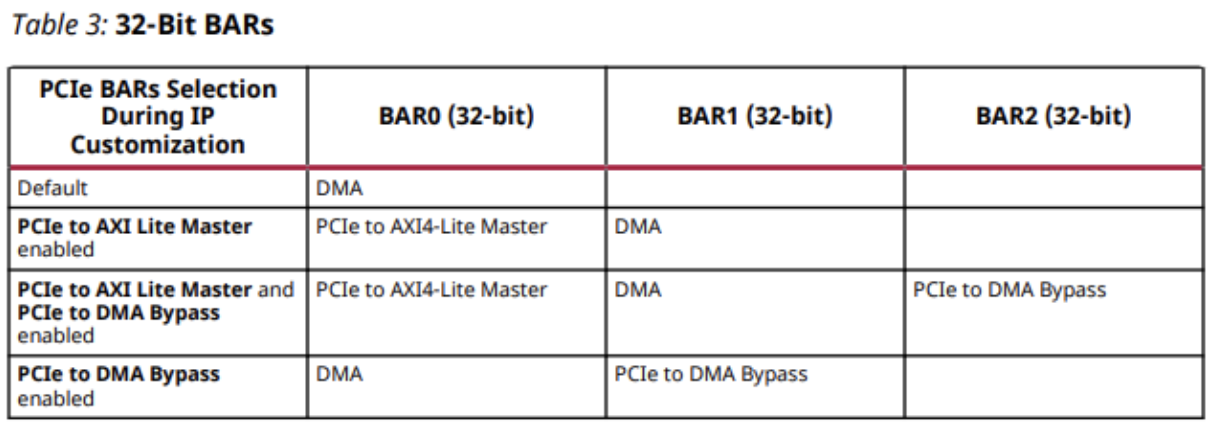 Table 3: 32-Bit BARs
PCIe BARs Selection
During IP
Customization
BAR0 (32-bit)
BAR1 (32-bit)
BAR2 (32-bit)
Default
DMA
PCIe to AXI Lite Master
enabled
PCIe to AXI4-Lite Master
DMA
PCIe to AXI Lite Master and
PCIe to DMA Bypass
enabled
PCIe to AXI4-Lite Master
DMA
PCIe to DMA Bypass
PCIe to DMA Bypass
enabled
DMA
PCIe to DMA Bypass